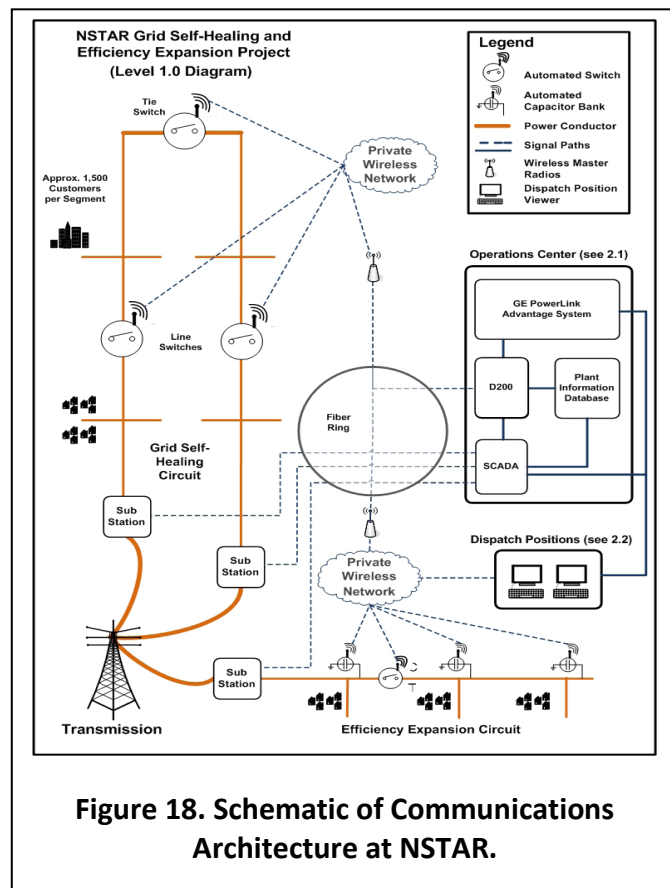 NSTAR Grid Self-Healing and
Efficiency Expansion Project
(Level 1.0 Diagram)
Legend
Automated Switch
Automated
Capacitor Bank
Power Conductor
Signal Paths
Wireless Master
Radios
Dispatch Position
Viewer
Tie
Switch
Private
Wireless
Network
Approx. 1,500
Customers
per Segment
Line
Switches
Operations Center (see 2.1)
GE PowerLink
Advantage System
D200
Plant
Information
Database
SCADA
Fiber
Ring
Grid Self-
Healing
Circuit
Sub
Station
Sub
Station
Sub
Station
Dispatch Positions (see 2.2)
Private
Wireless
Network
C
T
Transmission
Efficiency Expansion Circuit
Figure 18. Schematic of Communications
Architecture at NSTAR.